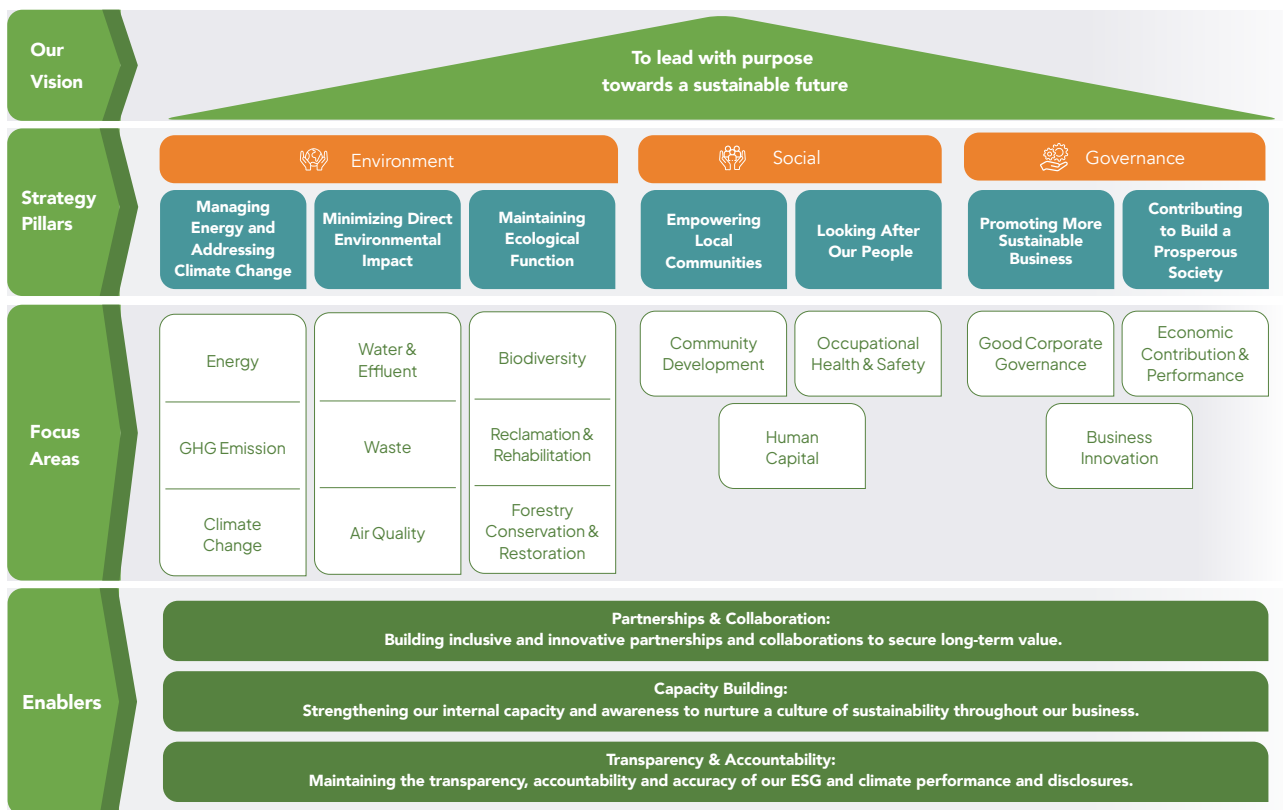 Our
Vision
To lead with purpose
towards a sustainable future
Strategy
Pillars
Environment
Social
Governance
Managing
Energy and
Addressing
Climate Change
Minimizing Direct
Environmental
Impact
Maintaining
Ecological
Function
Empowering
Local
Communities
Looking After
Our People
Promoting More
Sustainable
Business
Contributing
to Build a
Prosperous
Society
Focus
Areas
Energy
GHG Emission
Climate
Change
Water &
Effluent
Waste
Air Quality
Biodiversity
Reclamation &
Rehabilitation
Forestry
Conservation &
Restoration
Community
Development
Occupational
Health & Safety
Human
Capital
Good Corporate
Governance
Economic
Contribution &
Performance
Business
Innovation
Enablers
Partnerships & Collaboration:
Building inclusive and innovative partnerships and collaborations to secure long-term value.
Capacity Building:
Strengthening our internal capacity and awareness to nurture a culture of sustainability throughout our business.
Transparency & Accountability:
Maintaining the transparency, accountability and accuracy of our ESG and climate performance and disclosures.